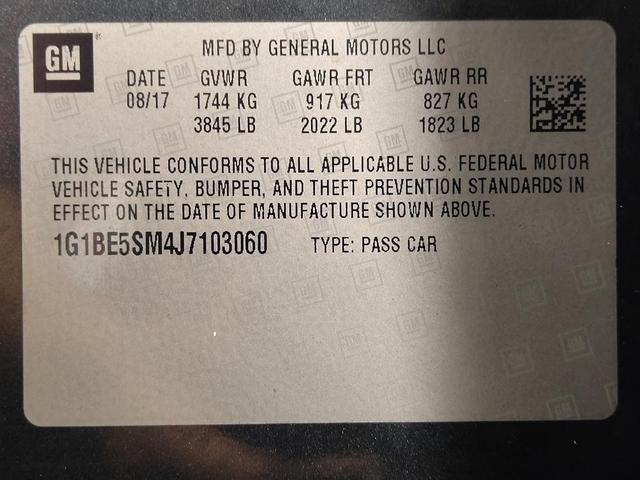 GM
MFD BY GENERAL MOTORS LLC
DATE GVWR GAWR FRT GAWR RR
08/17 1744 KG 917 KG 827 KG
3845 LB 2022 LB 1823 LB
THIS VEHICLE CONFORMS TO ALL APPLICABLE U.S. FEDERAL MOTOR
VEHICLE SAFETY, BUMPER, AND THEFT PREVENTION STANDARDS IN
EFFECT ON THE DATE OF MANUFACTURE SHOWN ABOVE.
1G1BE5SM4J7103060 TYPE: PASS CAR